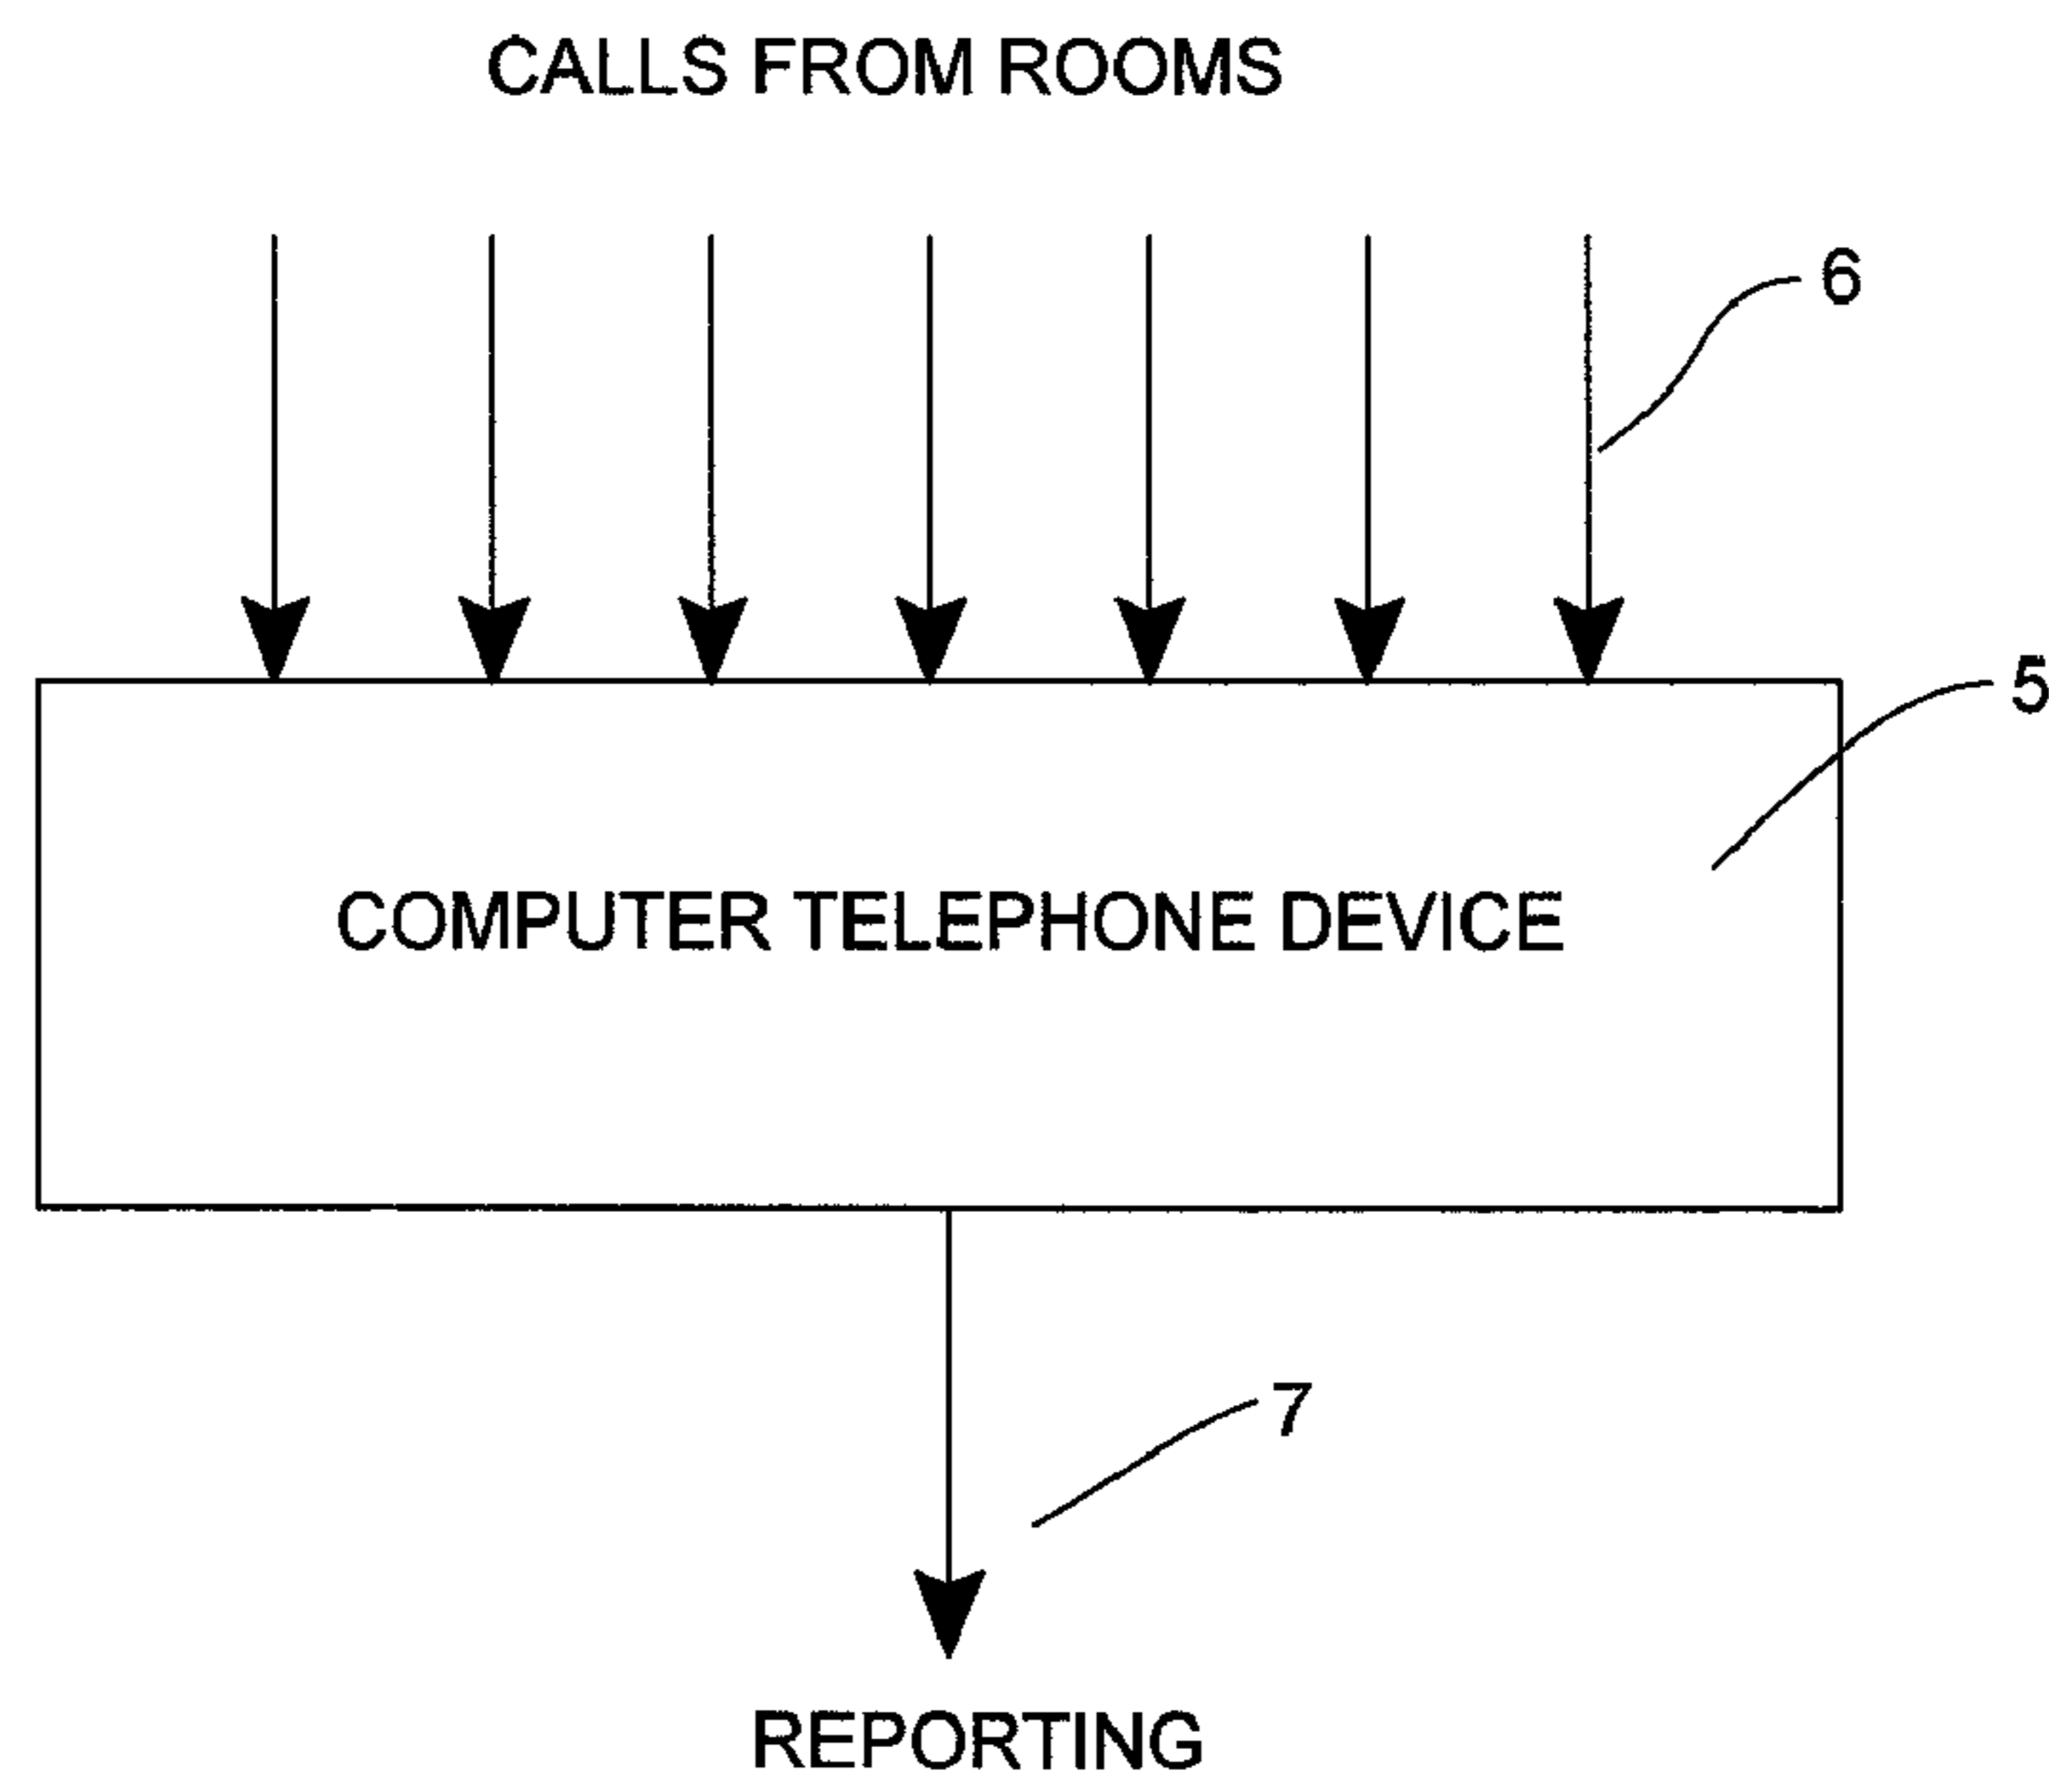 CALLS FROM ROOMS
6
5
COMPUTER TELEPHONE DEVICE
7
REPORTING